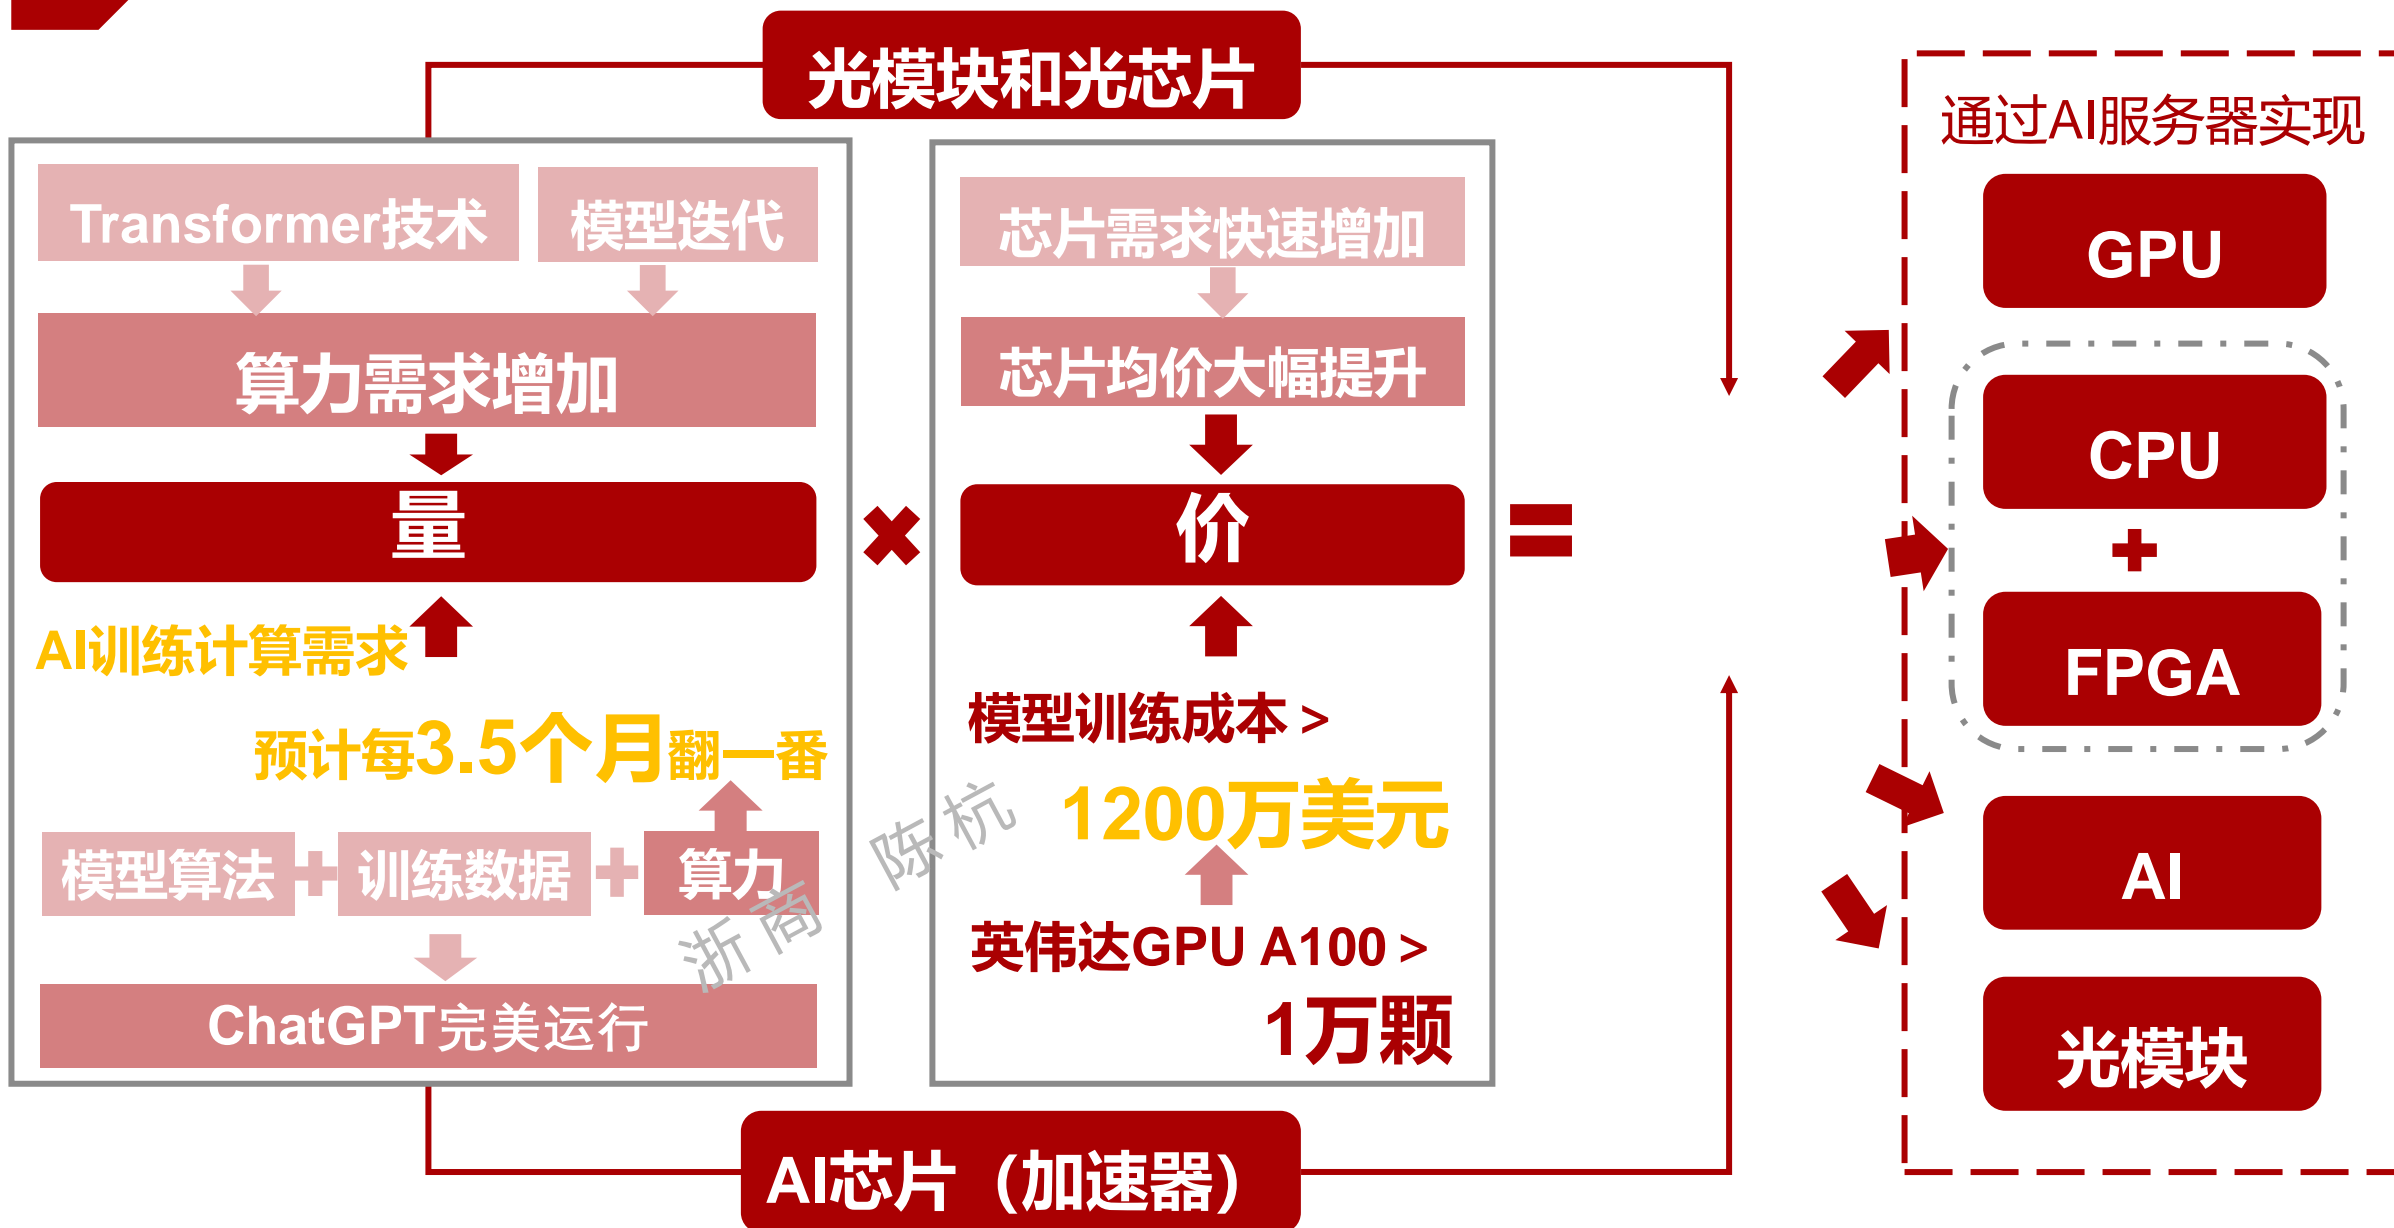 光模块和光芯片
Transformer技术
模型迭代
算力需求增加
量
AI训练计算需求
预计每3.5个月翻一番
模型算法
+
训练数据
+
算力
ChatGPT完美运行
×
芯片需求快速增加
芯片均价大幅提升
价
模型训练成本 >
1200万美元
英伟达GPU A100 >
1万颗
=
AI芯片（加速器）
通过AI服务器实现
GPU
CPU
+
FPGA
AI
光模块
浙商 陈杭